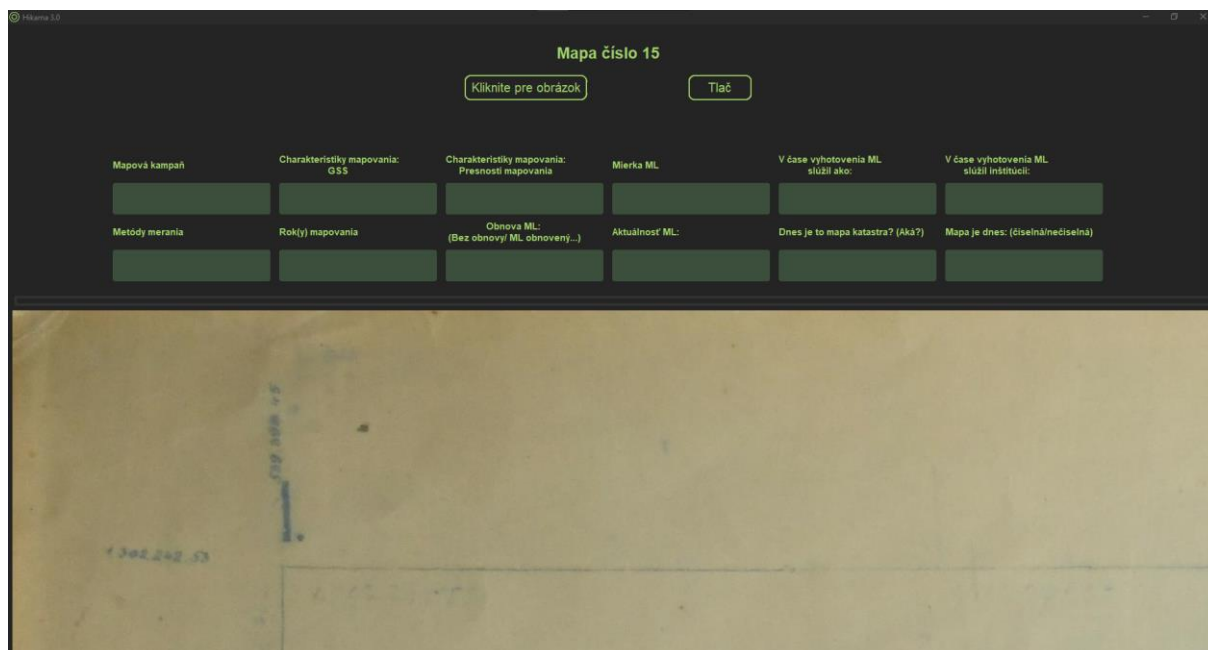 Hikarna 3.0
Mapa číslo 15
Kliknite pre obrázok
Tlač
Mapová kampaň
Charakteristiky mapovania:
GSS
Charakteristiky mapovania:
Presnosti mapovania
Mierka ML
V čase vyhotovenia ML
slúžil ako:
V čase vyhotovenia ML
slúžil inštitúcii:
Metódy merania
Rok(y) mapovania
Obnova ML:
(Bez obnovy/ ML obnovený...)
Aktuálnosť ML:
Dnes je to mapa katastra? (Aká?)
Mapa je dnes: (číselná/nečíselná)
1 302 242.53